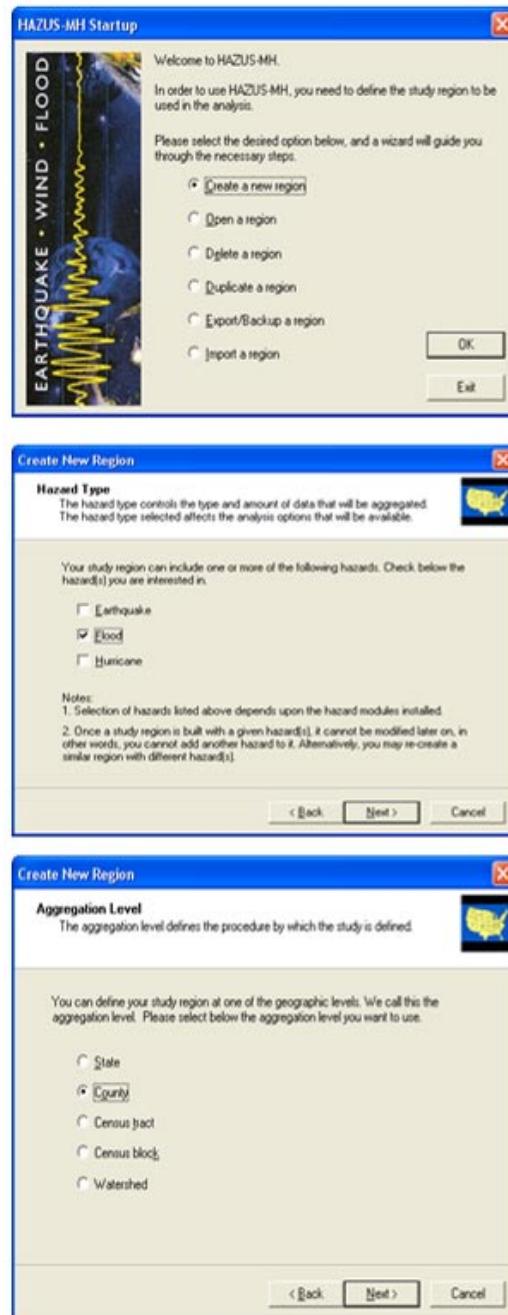 HAZUS-MH Startup
EARTHQUAKE • WIND • FLOOD
Welcome to HAZUS-MH.
In order to use HAZUS-MH, you need to define the study region to be
used in the analysis.
Please select the desired option below, and a wizard will guide you
through the necessary steps.
Create a new region
Open a region
Delete a region
Duplicate a region
Export/Backup a region
Import a region
OK
Exit
Create New Region
Hazard Type
The hazard type controls the type and amount of data that will be aggregated.
The hazard type selected affects the analysis options that will be available.
Your study region can include one or more of the following hazards. Check below the
hazard(s) you are interested in.
Earthquake
Flood
Hurricane
Notes:
1. Selection of hazards listed above depends upon the hazard modules installed.
2. Once a study region is built with a given hazard(s), it cannot be modified later on, in
other words, you cannot add another hazard to it. Alternatively, you may re-create a
similar region with different hazard(s).
< Back
Next >
Cancel
Create New Region
Aggregation Level
The aggregation level defines the procedure by which the study is defined.
You can define your study region at one of the geographic levels. We call this the
aggregation level. Please select below the aggregation level you want to use.
State
County
Census tract
Census block
Watershed
< Back
Next >
Cancel